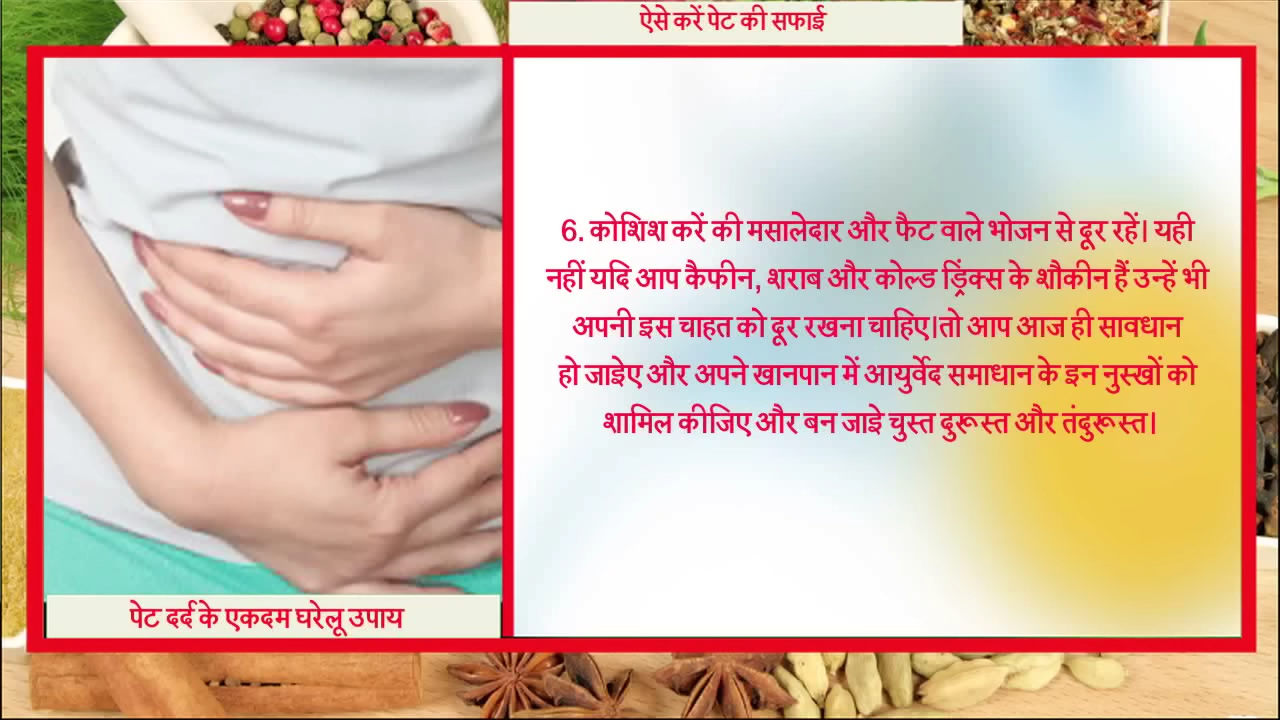 ऐसे करें पेट की सफाई
6. कोशिश करें की मसालेदार और फैट वाले भोजन से दूर रहें। यही
नहीं यदि आप कैफीन, शराब और कोल्ड ड्रिंक्स के शौकीन हैं उन्हें भी
अपनी इस चाहत को दूर रखना चाहिए।तो आप आज ही सावधान
हो जाईए और अपने खानपान में आयुर्वेद समाधान के इन नुस्खों को
शामिल कीजिए और बन जाइे चुस्त दुरूस्त और तंदुरूस्त।
पेट दर्द के एकदम घरेलू उपाय